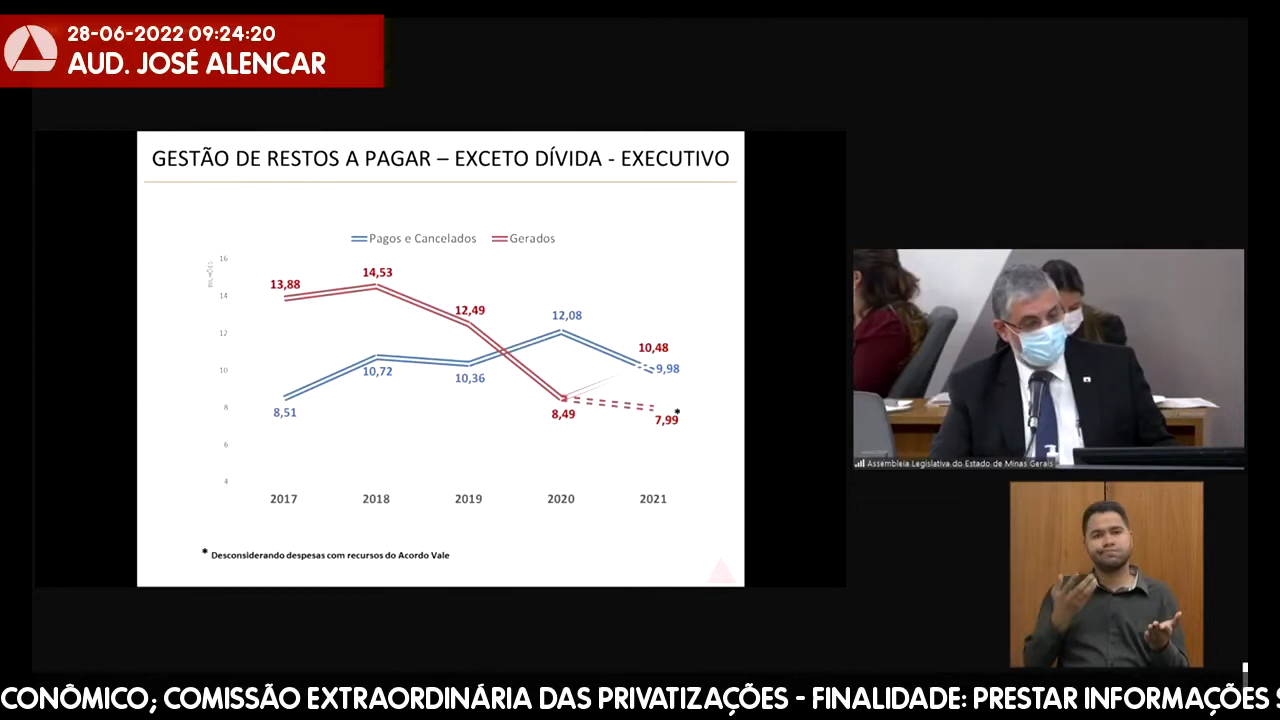 28-06-2022 09:24:20
AUD. JOSÉ ALENCAR
GESTÃO DE RESTOS A PAGAR – EXCETO DÍVIDA - EXECUTIVO
Pagos e Cancelados Gerados
BILHÕES
16
14
12
10
8
6
4
13,88
14,53
12,49
12,08
10,48
9,98
10,72
10,36
8,51
8,49
7,99
*
2017 2018 2019 2020 2021
* Desconsiderando despesas com recursos do Acordo Vale
Assembleia Legislativa do Estado de Minas Gerais
CONÔMICO; COMISSÃO EXTRAORDINÁRIA DAS PRIVATIZAÇÕES - FINALIDADE: PRESTAR INFORMAÇÕES S